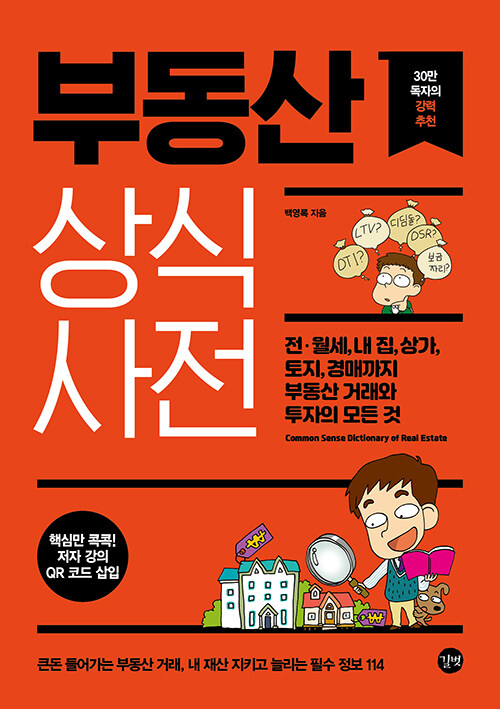 부동산
상식
사전
30만
독자의
강력
추천
백영록 지음
LTV?
디딤돌?
DSR?
DTI?
보금
자리?
전·월세, 내 집, 상가,
토지, 경매까지
부동산 거래와
투자의 모든 것
Common Sense Dictionary of Real Estate
핵심만 콕콕!
저자 강의
QR 코드 삽입
₩
₩
큰돈 들어가는 부동산 거래, 내 재산 지키고 늘리는 필수 정보 114
길벗